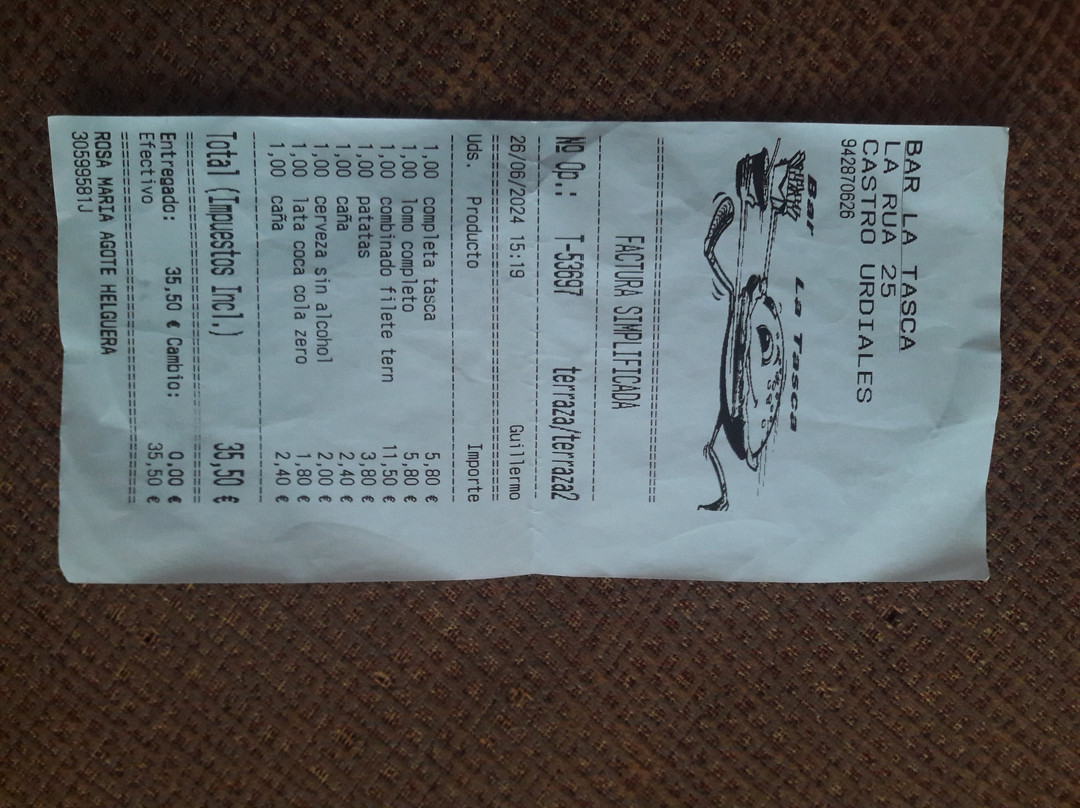 BAR LA TASCA
LA RUA 25
CASTRO URDIALES
942870626
Bar La Tasca
FACTURA SIMPLIFICADA
Nº Op.: T-53697 terraza/terraza2
26/06/2024 15:19 Guillermo
Uds. Producto Importe
1,00 completa tasca 5,80 €
1,00 lomo completo 5,80 €
1,00 combinado filete tern 11,50 €
1,00 patatas 3,80 €
1,00 caña 2,40 €
1,00 cerveza sin alcohol 2,00 €
1,00 lata coca cola zero 1,80 €
1,00 caña 2,40 €
Total (Impuestos Incl.) 35,50 €
Entregado: 35,50 € Cambio: 0,00 €
Efectivo 35,50 €
ROSA MARIA AGOTE HELGUERA
30599581J